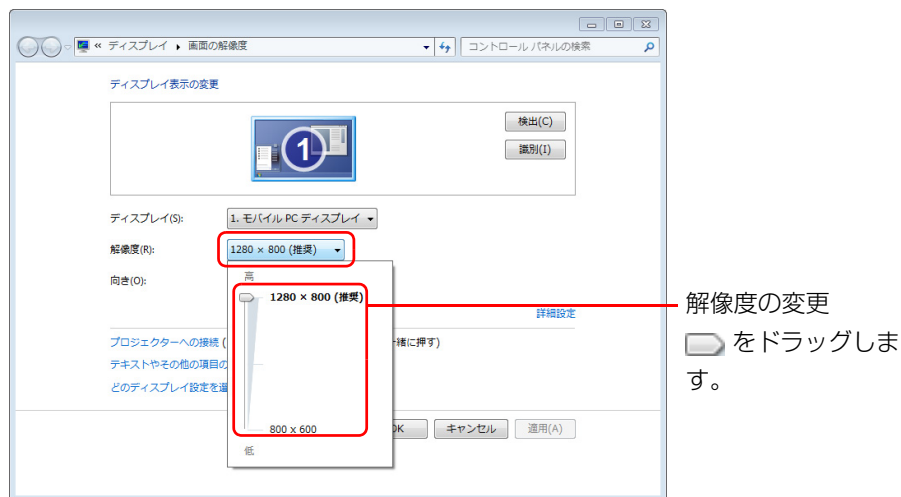 « ディスプレイ ▸ 画面の解像度
コントロール パネルの検索
ディスプレイ表示の変更
1
検出(C)
識別(I)
ディスプレイ(S):
1. モバイル PC ディスプレイ
解像度(R):
1280 × 800 (推奨)
向き(O):
高
1280 × 800 (推奨)
解像度の変更
をドラッグしま
す。
詳細設定
プロジェクターへの接続 (
一緒に押す)
テキストやその他の項目の
どのディスプレイ設定を選
800 x 600
OK
キャンセル
適用(A)
低